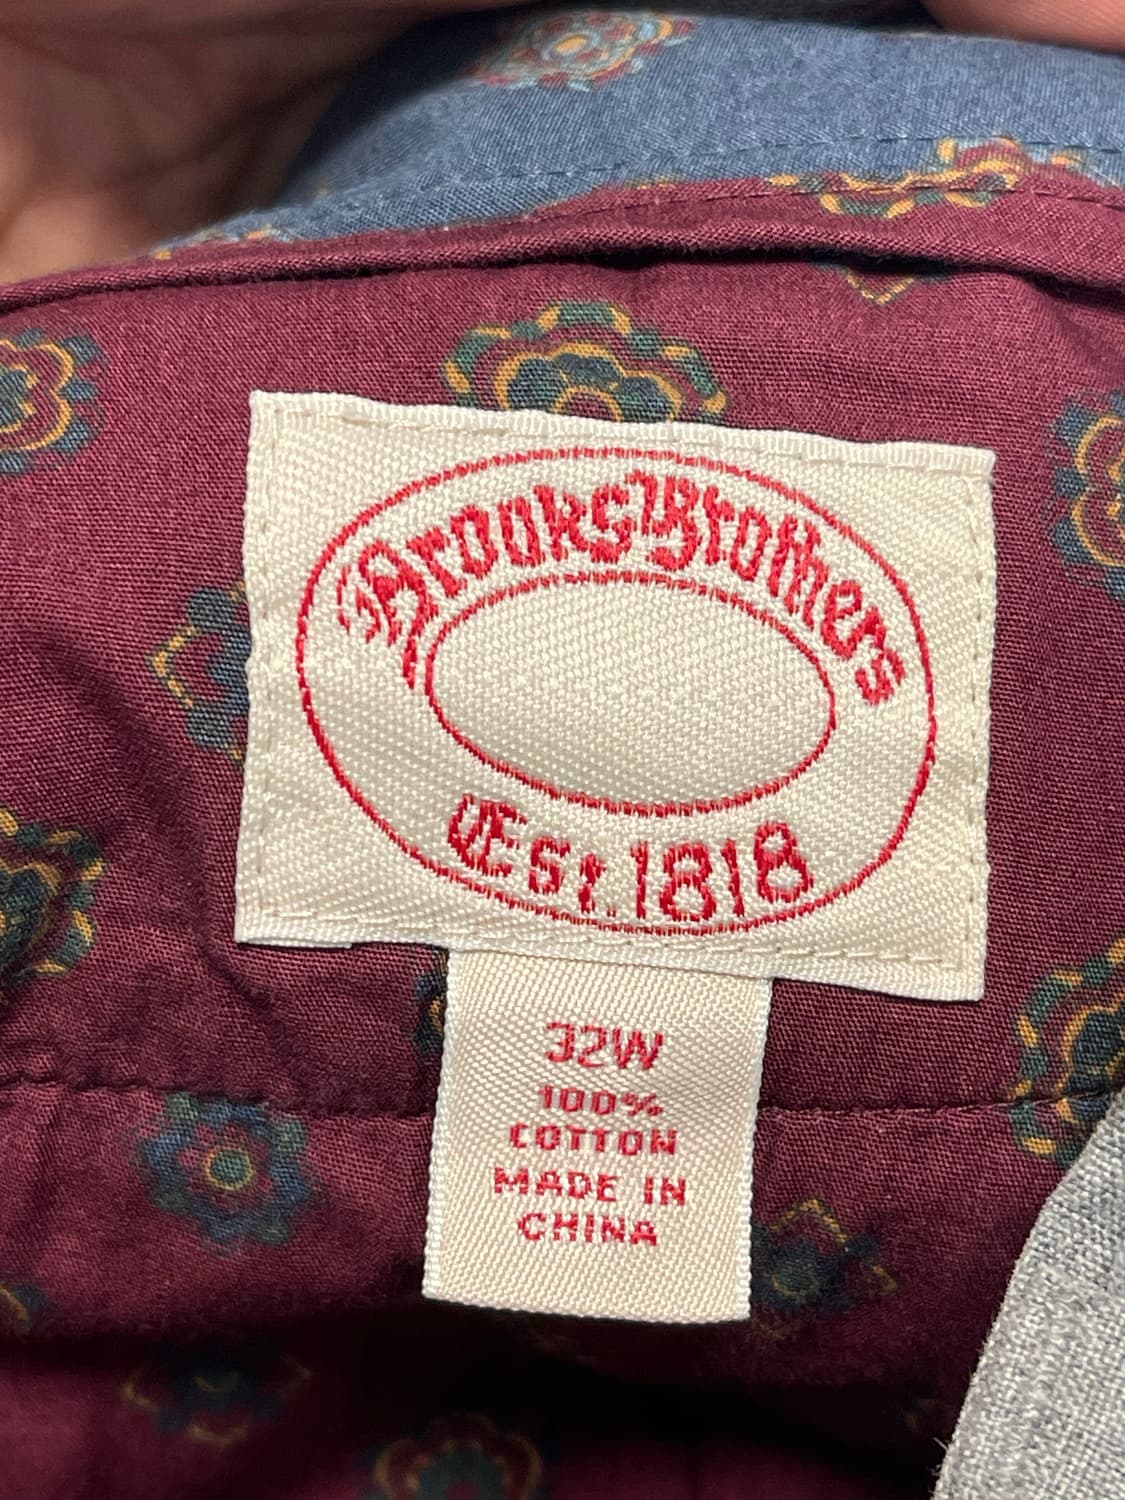 Brooks Brothers
Est. 1818
32W
100%
COTTON
MADE IN
CHINA